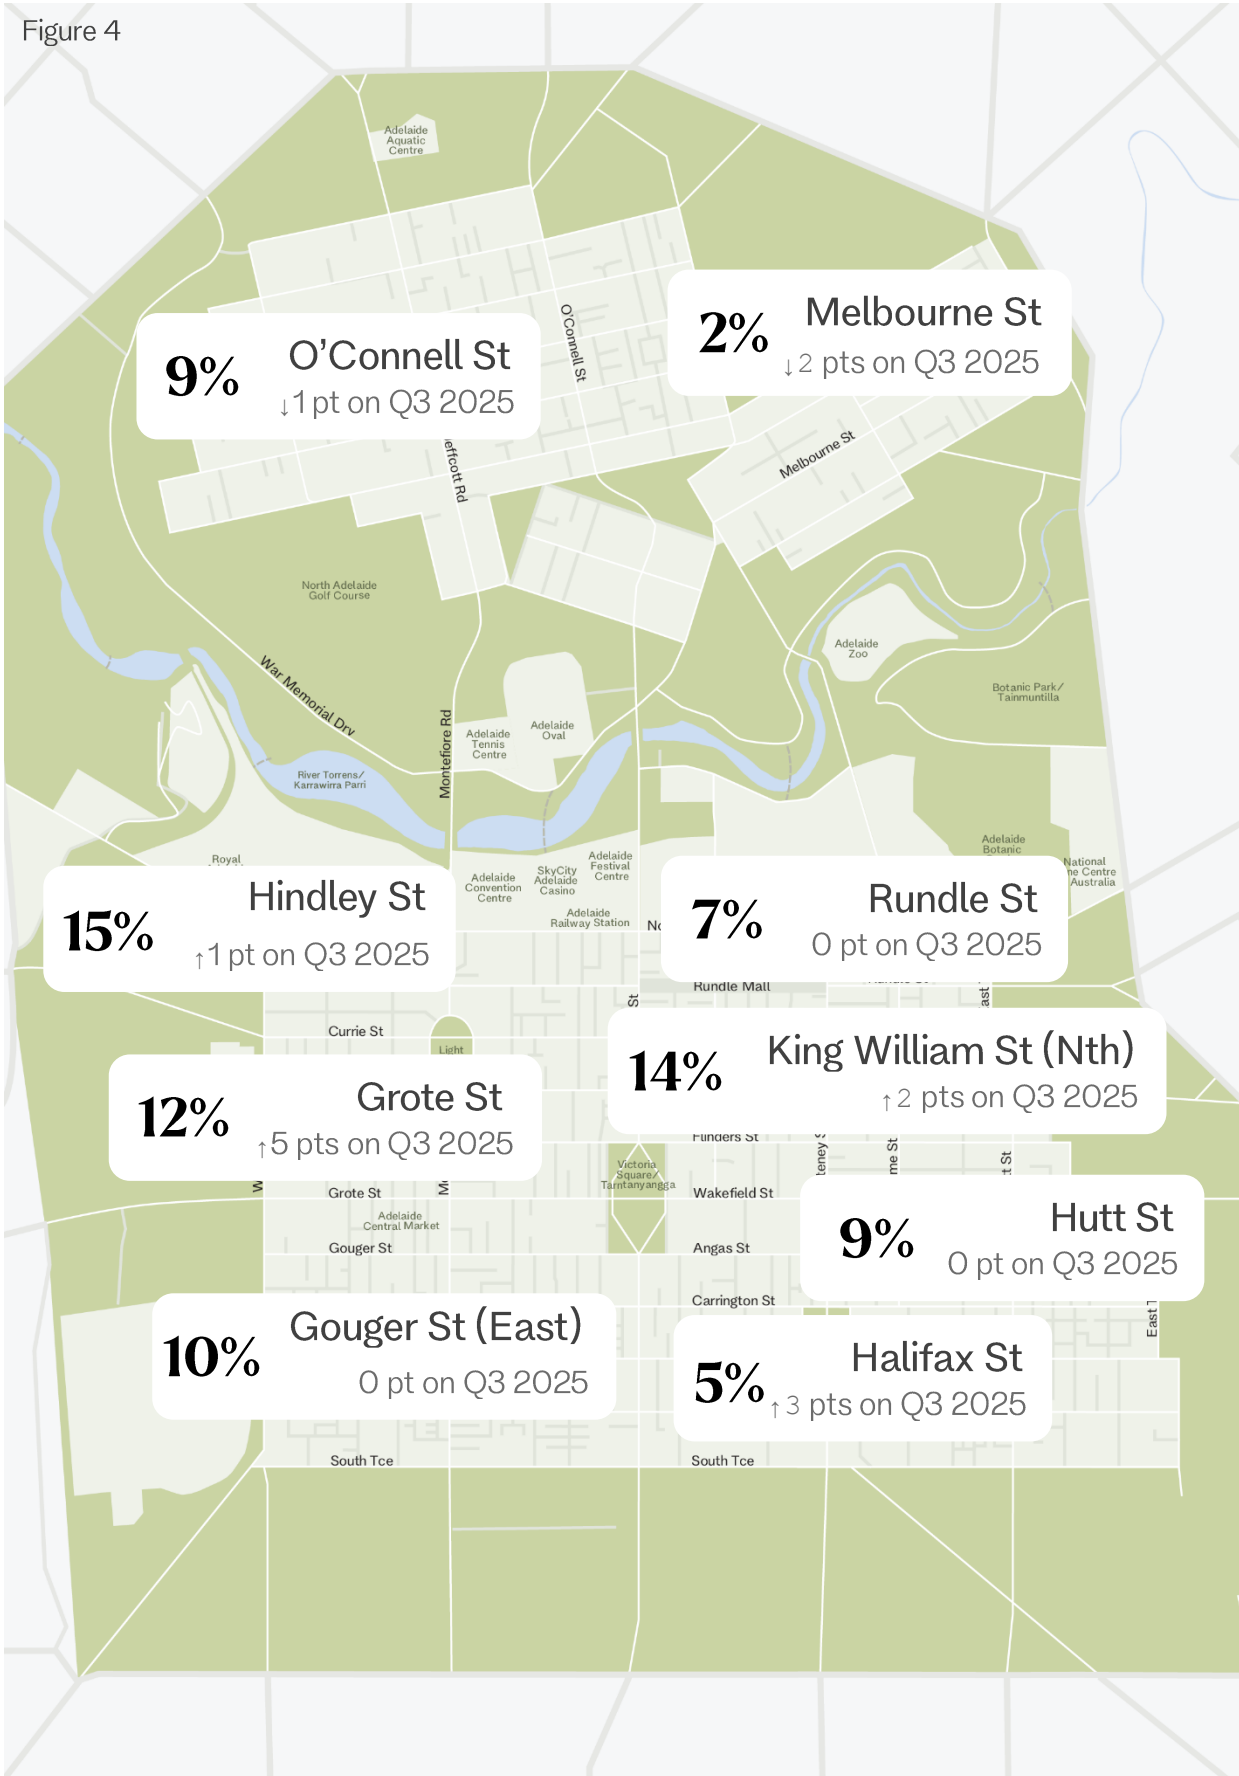 Figure 4
Adelaide
Aquatic
Centre
O'Connell St
2%
Melbourne St
↓2 pts on Q3 2025
9%
O'Connell St
↓1 pt on Q3 2025
Melbourne St
North Adelaide
Golf Course
Adelaide
Zoo
Botanic Park/
Tainmuntilla
War Memorial Drv
Montefiore Rd
Adelaide
Tennis
Centre
Adelaide
Oval
River Torrens/
Karrawirra Parri
Royal
Adelaide
Convention
Centre
SkyCity
Adelaide
Casino
Adelaide
Festival
Centre
Adelaide
Railway Station
Adelaide
Botanic
National
Centre
Australia
15%
Hindley St
↑1 pt on Q3 2025
7%
Rundle St
0 pt on Q3 2025
Rundle Mall
St
Currie St
Light
14%
King William St (Nth)
↑2 pts on Q3 2025
12%
Grote St
↑5 pts on Q3 2025
Flinders St
St
Victoria
Square/
Tarntanyangga
Grote St
Wakefield St
Adelaide
Central Market
Gouger St
Angas St
9%
Hutt St
0 pt on Q3 2025
Carrington St
East
10%
Gouger St (East)
0 pt on Q3 2025
5%
Halifax St
↑3 pts on Q3 2025
South Tce
South Tce